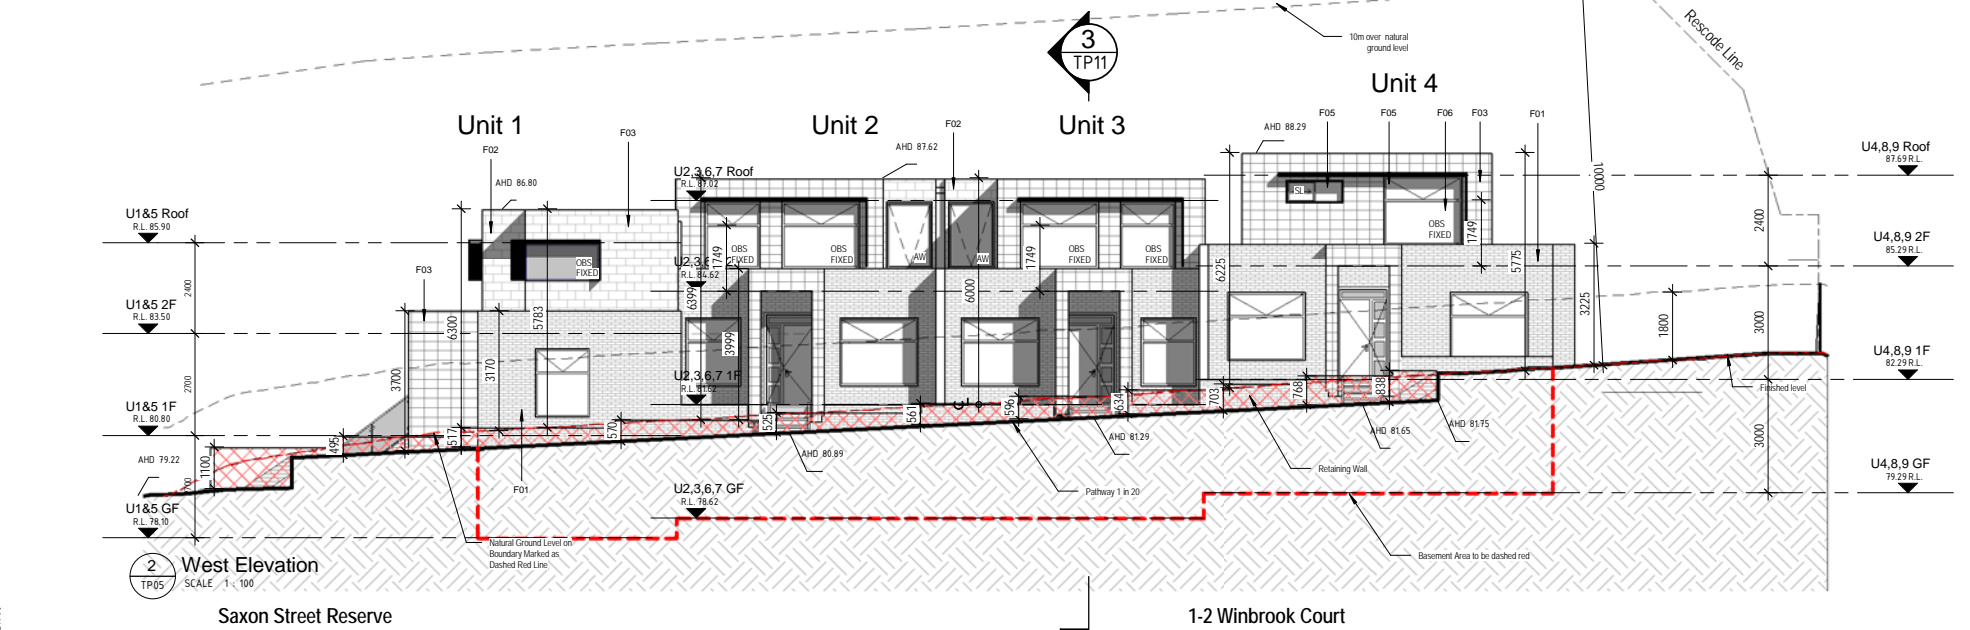 3
TP11
10m over natural
ground level
Rescode Line
Unit 1
Unit 2
Unit 3
Unit 4
F02
F03
F02
F05
F05
F06
F03
F01
AHD 86.80
AHD 87.62
AHD 88.29
U1&5 Roof
R.L. 85.90
U2,3,6,7 Roof
R.L. 87.02
U4,8,9 Roof
87.69 R.L.
10000
SL
OBS
FIXED
OBS
FIXED
OBS
FIXED
AW
AW
OBS
FIXED
OBS
FIXED
OBS
FIXED
1749
1749
1749
2400
2400
U4,8,9 2F
85.29 R.L.
R.L. 84.62
F03
U1&5 2F
R.L. 83.50
6300
5783
6399
6000
6225
5775
3225
1800
3000
3700
3170
3999
2700
U2,3,6,7 1F
R.L. 81.62
U4,8,9 1F
82.29 R.L.
U1&5 1F
R.L. 80.80
Finished level
495
517
570
525
561
596
634
703
768
838
AHD 79.22
1100
AHD 80.89
AHD 81.29
AHD 81.65
AHD 81.75
3000
Retaining Wall
F01
Pathway 1 in 20
U1&5 GF
R.L. 78.10
U2,3,6,7 GF
R.L. 78.62
U4,8,9 GF
79.29 R.L.
Natural Ground Level on
Boundary Marked as
Dashed Red Line
Basement Area to be dashed red
2
TP05
West Elevation
SCALE 1 : 100
Saxon Street Reserve
1-2 Winbrook Court